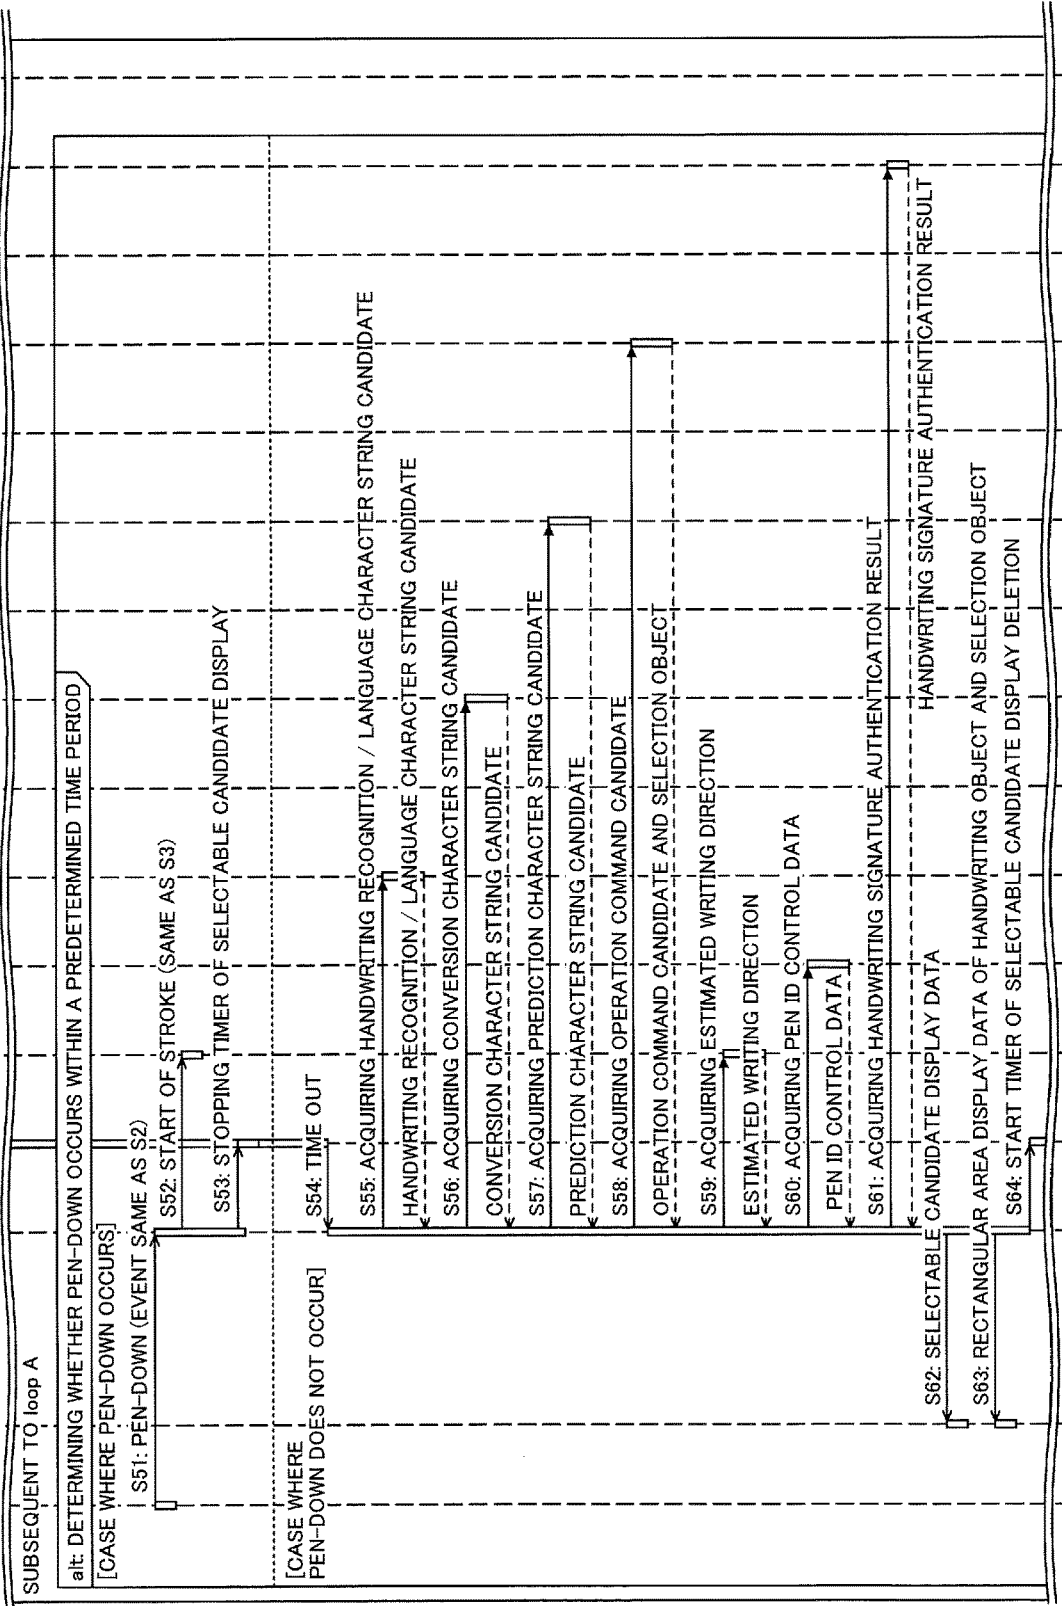 SUBSEQUENT TO loop A
alt: DETERMINING WHETHER PEN-DOWN OCCURS WITHIN A PREDETERMINED TIME PERIOD
[CASE WHERE PEN-DOWN OCCURS]
S51: PEN-DOWN (EVENT SAME AS S2)
S52: START OF STROKE (SAME AS S3)
S53: STOPPING TIMER OF SELECTABLE CANDIDATE DISPLAY
[CASE WHERE
PEN-DOWN DOES NOT OCCUR]
S54: TIME OUT
S55: ACQUIRING HANDWRITING RECOGNITION / LANGUAGE CHARACTER STRING CANDIDATE
HANDWRITING RECOGNITION / LANGUAGE CHARACTER STRING CANDIDATE
S56: ACQUIRING CONVERSION CHARACTER STRING CANDIDATE
CONVERSION CHARACTER STRING CANDIDATE
S57: ACQUIRING PREDICTION CHARACTER STRING CANDIDATE
PREDICTION CHARACTER STRING CANDIDATE
S58: ACQUIRING OPERATION COMMAND CANDIDATE
OPERATION COMMAND CANDIDATE AND SELECTION OBJECT
S59: ACQUIRING ESTIMATED WRITING DIRECTION
ESTIMATED WRITING DIRECTION
S60: ACQUIRING PEN ID CONTROL DATA
PEN ID CONTROL DATA
S61: ACQUIRING HANDWRITING SIGNATURE AUTHENTICATION RESULT
HANDWRITING SIGNATURE AUTHENTICATION RESULT
S62: SELECTABLE CANDIDATE DISPLAY DATA
S63: RECTANGULAR AREA DISPLAY DATA OF HANDWRITING OBJECT AND SELECTION OBJECT
S64: START TIMER OF SELECTABLE CANDIDATE DISPLAY DELETION